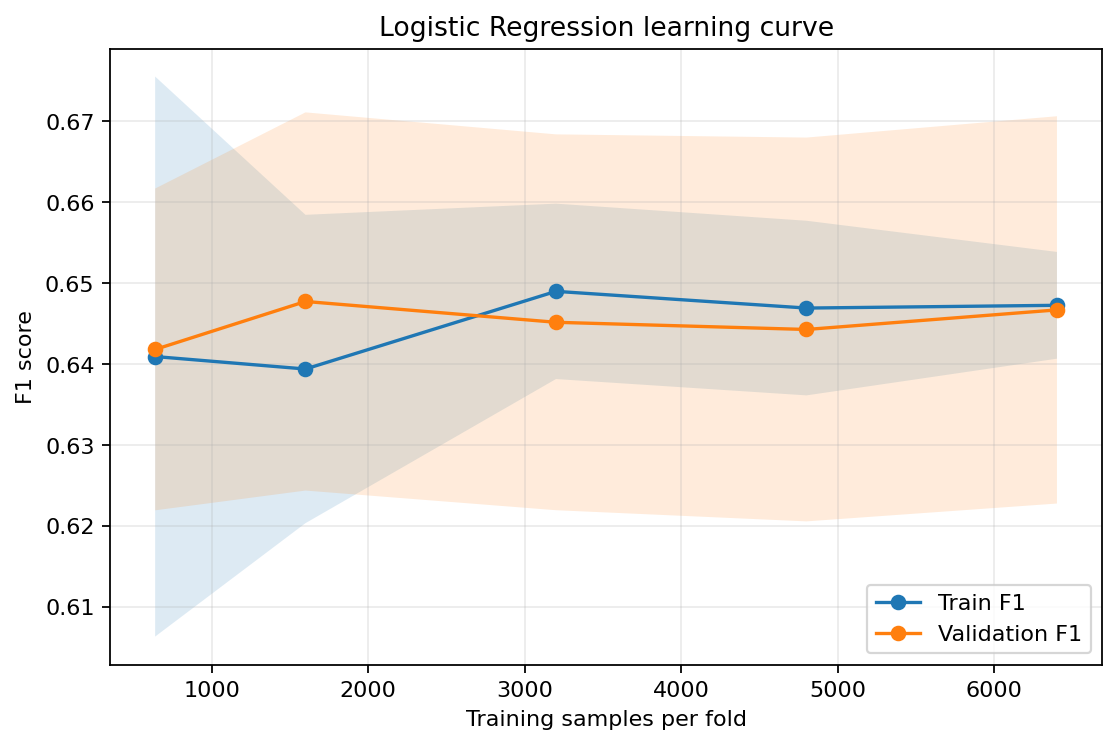 Logistic Regression learning curve
F1 score
0.67
0.66
0.65
0.64
0.63
0.62
0.61
1000 2000 3000 4000 5000 6000
Training samples per fold
Train F1
Validation F1